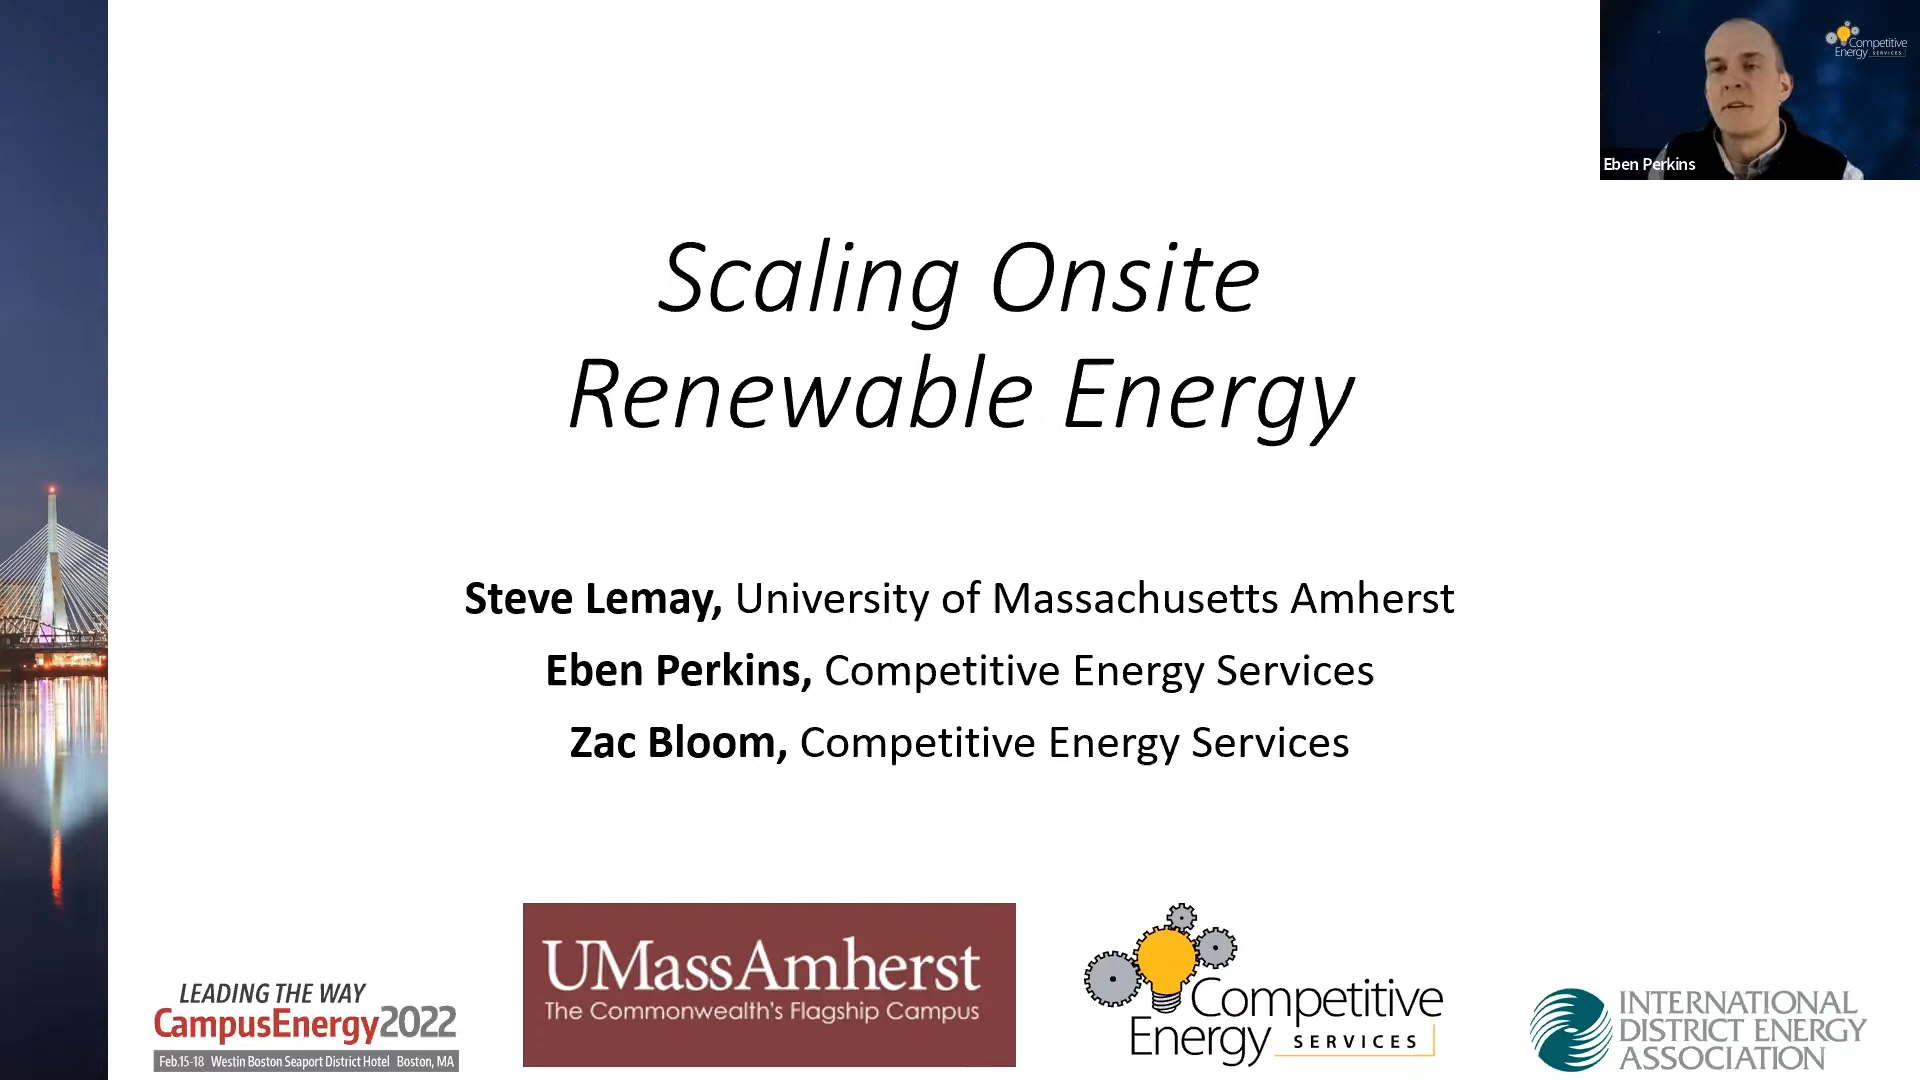 Competitive
Energy SERVICES
Eben Perkins
Scaling Onsite
Renewable Energy
Steve Lemay, University of Massachusetts Amherst
Eben Perkins, Competitive Energy Services
Zac Bloom, Competitive Energy Services
LEADING THE WAY
CampusEnergy2022
Feb.15-18 Westin Boston Seaport District Hotel Boston, MA
UMassAmherst
The Commonwealth's Flagship Campus
Competitive
Energy SERVICES
INTERNATIONAL
DISTRICT ENERGY
ASSOCIATION